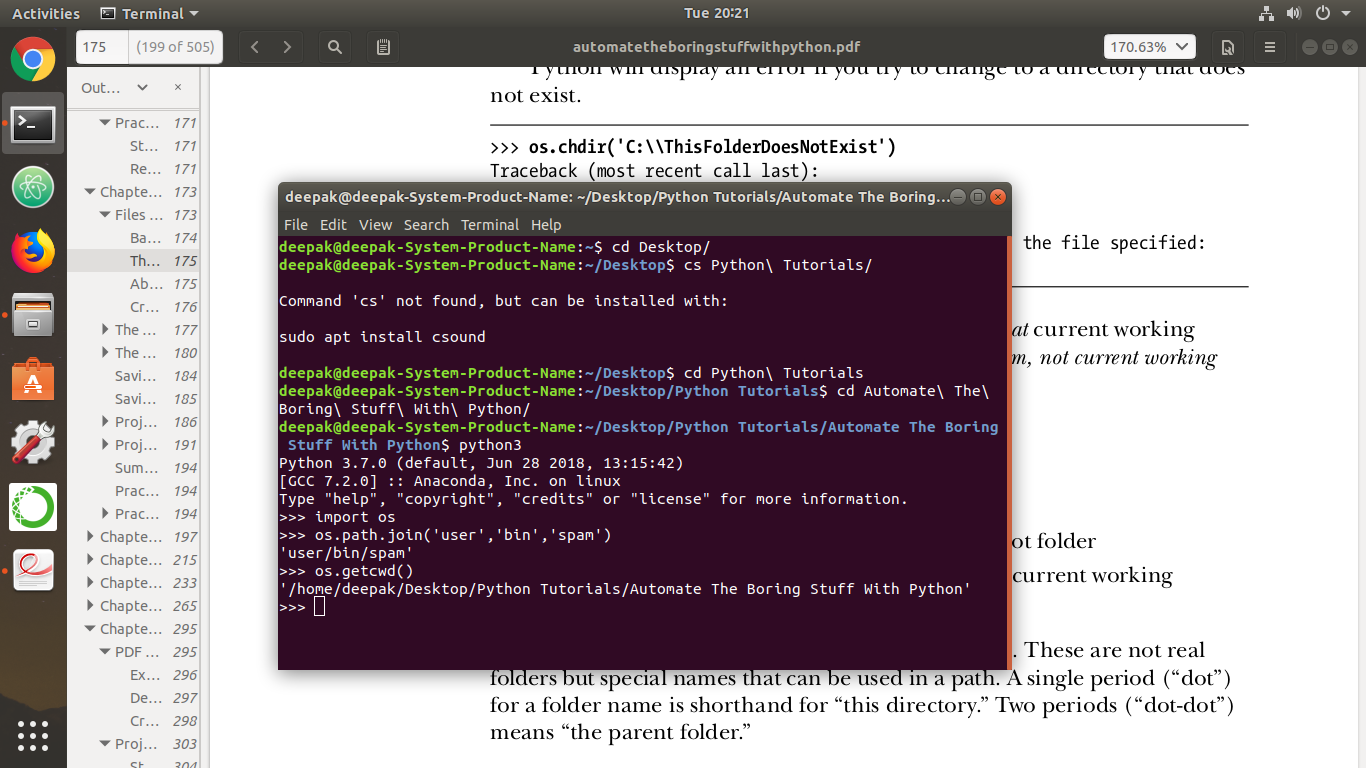 Activities
Terminal
Tue 20:21
175 (199 of 505)
automatetheboringstuffwithpython.pdf
170.63%
Out…
Prac… 171
St… 171
Re… 171
Chapte… 173
Files … 173
Ba… 174
Th… 175
Ab… 175
Cr… 176
The … 177
The … 180
Savi… 184
Savi… 185
Proj… 186
Proj… 191
Sum… 194
Prac… 194
Prac… 194
Chapte… 197
Chapte… 215
Chapte… 233
Chapte… 265
Chapte… 295
PDF … 295
Ex… 296
De… 297
Cr… 298
Proj… 303
St… 304
Python will display an error if you try to change to a directory that does
not exist.
>>> os.chdir('C:\\ThisFolderDoesNotExist')
Traceback (most recent call last):
the file specified:
at current working
m, not current working
ot folder
current working
. These are not real
folders but special names that can be used in a path. A single period (“dot”)
for a folder name is shorthand for “this directory.” Two periods (“dot-dot”)
means “the parent folder.”
deepak@deepak-System-Product-Name: ~/Desktop/Python Tutorials/Automate The Boring...
File Edit View Search Terminal Help
deepak@deepak-System-Product-Name:~$ cd Desktop/
deepak@deepak-System-Product-Name:~/Desktop$ cs Python\ Tutorials/
Command 'cs' not found, but can be installed with:
sudo apt install csound
deepak@deepak-System-Product-Name:~/Desktop$ cd Python\ Tutorials
deepak@deepak-System-Product-Name:~/Desktop/Python Tutorials$ cd Automate\ The\
Boring\ Stuff\ With\ Python/
deepak@deepak-System-Product-Name:~/Desktop/Python Tutorials/Automate The Boring
 Stuff With Python$ python3
Python 3.7.0 (default, Jun 28 2018, 13:15:42)
[GCC 7.2.0] :: Anaconda, Inc. on linux
Type "help", "copyright", "credits" or "license" for more information.
>>> import os
>>> os.path.join('user','bin','spam')
'user/bin/spam'
>>> os.getcwd()
'/home/deepak/Desktop/Python Tutorials/Automate The Boring Stuff With Python'
>>>